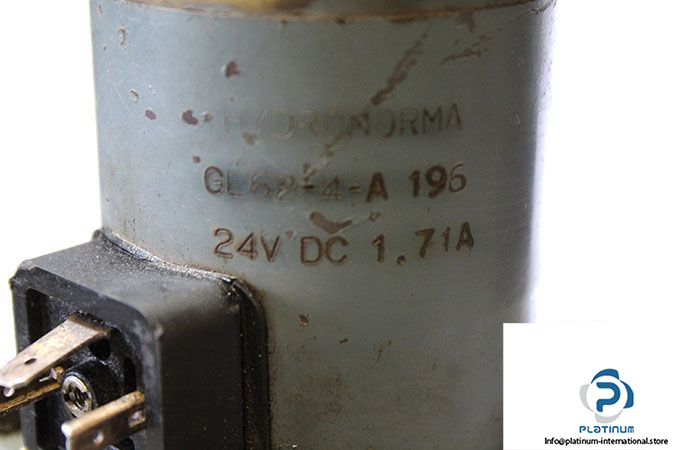 HYDRONORMA
GL62-4-A 196
24V DC 1.71A
PLATINUM
Info@platinum-international.store